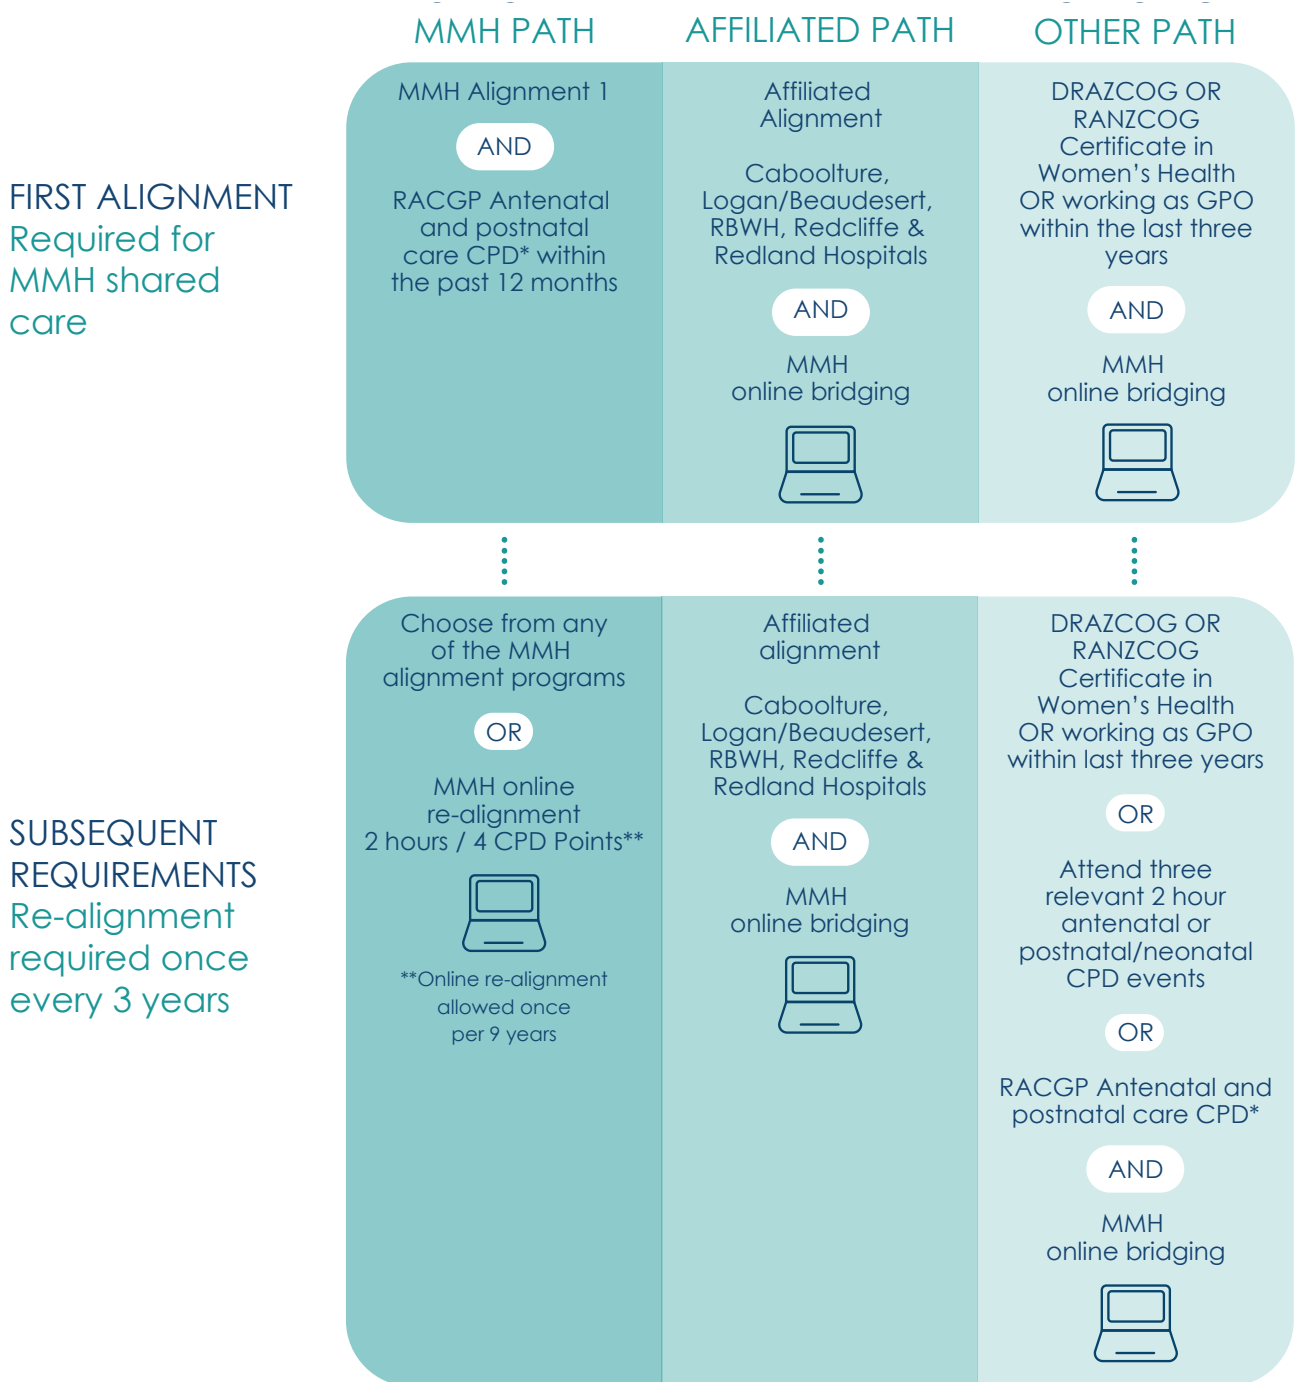 MMH PATH
AFFILIATED PATH
OTHER PATH
FIRST ALIGNMENT
Required for
MMH shared
care
MMH Alignment 1
AND
RACGP Antenatal
and postnatal
care CPD* within
the past 12 months
Affiliated
Alignment
Caboolture,
Logan/Beaudesert,
RBWH, Redcliffe &
Redland Hospitals
AND
MMH
online bridging
DRAZCOG OR
RANZCOG
Certificate in
Women's Health
OR working as GPO
within the last three
years
AND
MMH
online bridging
SUBSEQUENT
REQUIREMENTS
Re-alignment
required once
every 3 years
Choose from any
of the MMH
alignment programs
OR
MMH online
re-alignment
2 hours / 4 CPD Points**
**Online re-alignment
allowed once
per 9 years
Affiliated
alignment
Caboolture,
Logan/Beaudesert,
RBWH, Redcliffe &
Redland Hospitals
AND
MMH
online bridging
DRAZCOG OR
RANZCOG
Certificate in
Women's Health
OR working as GPO
within last three years
OR
Attend three
relevant 2 hour
antenatal or
postnatal/neonatal
CPD events
OR
RACGP Antenatal and
postnatal care CPD*
AND
MMH
online bridging